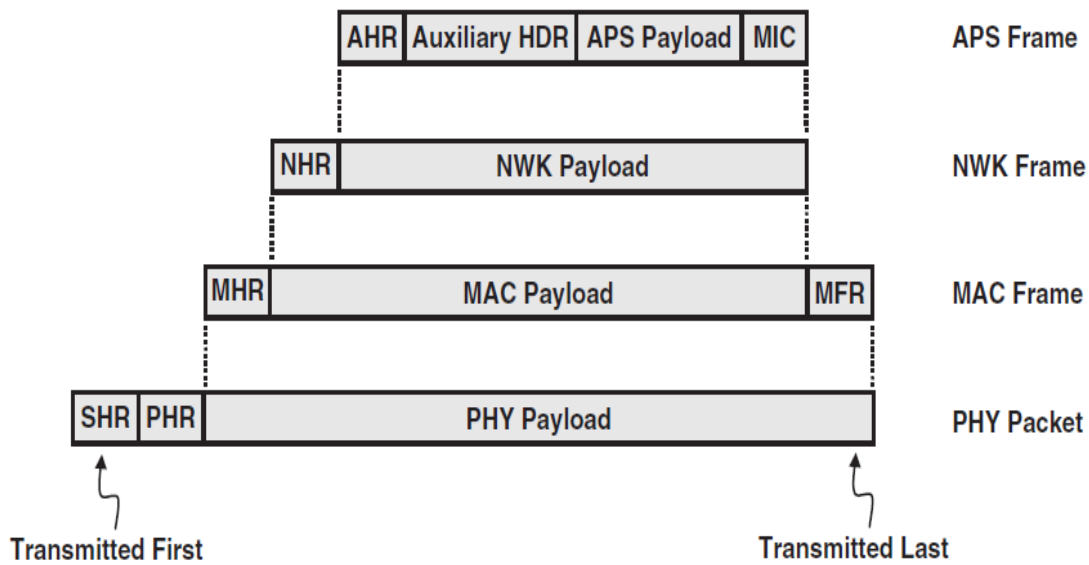 AHR Auxiliary HDR APS Payload MIC APS Frame
NHR NWK Payload NWK Frame
MHR MAC Payload MFR MAC Frame
SHR PHR PHY Payload PHY Packet
Transmitted First Transmitted Last